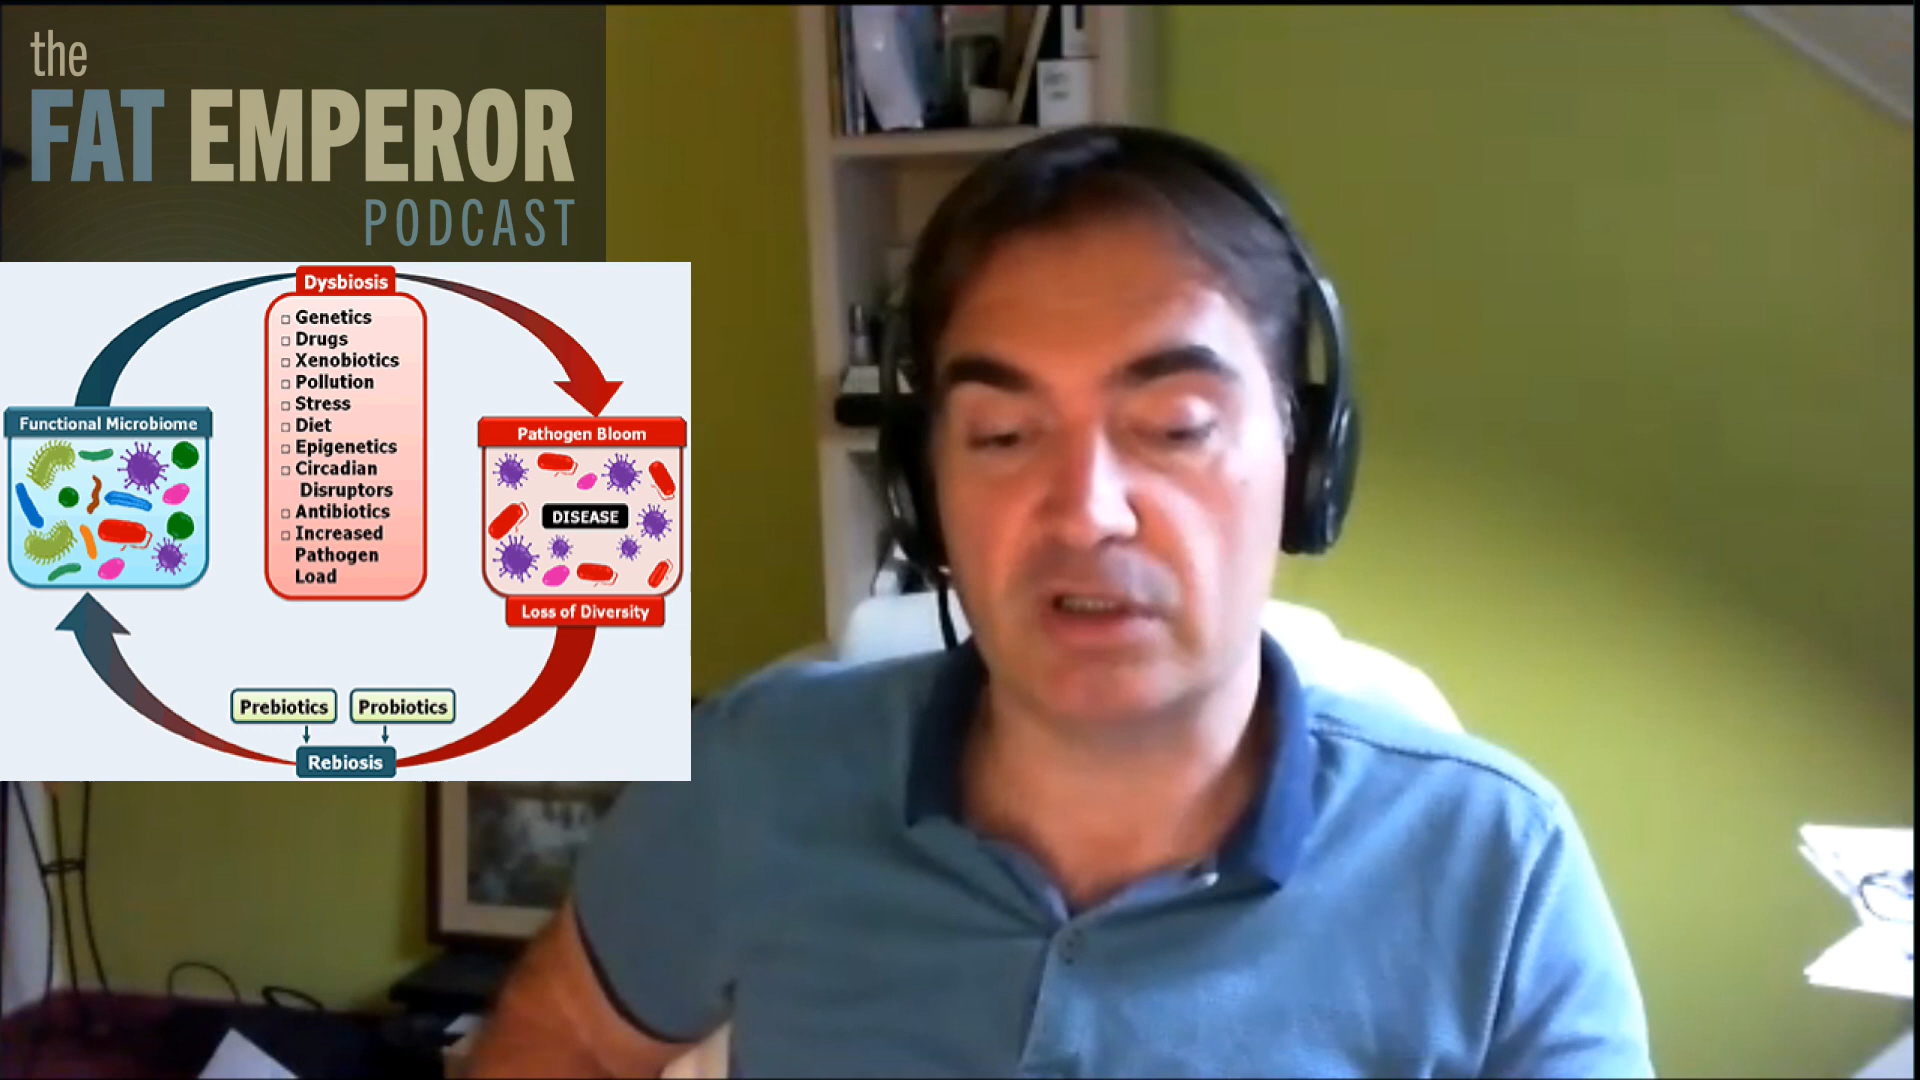 the
FAT EMPEROR
PODCAST
Dysbiosis
Genetics
Drugs
Xenobiotics
Pollution
Stress
Diet
Epigenetics
Circadian
Disruptors
Antibiotics
Increased
Pathogen
Load
Functional Microbiome
Pathogen Bloom
DISEASE
Loss of Diversity
Prebiotics
Probiotics
Rebiosis